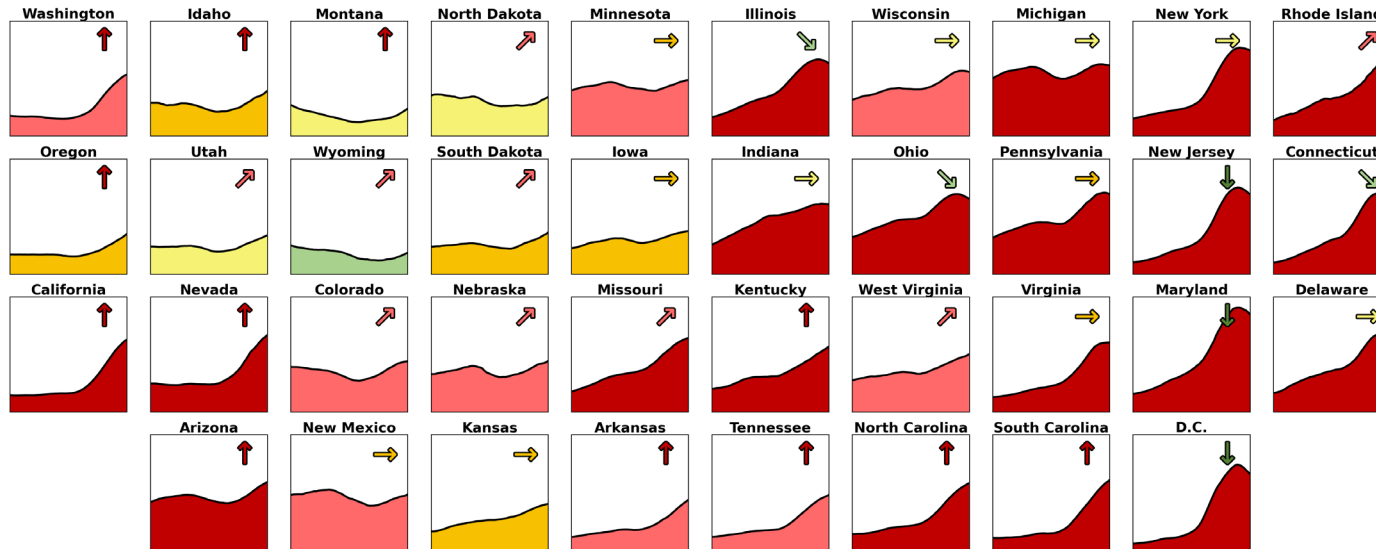 Washington Idaho Montana North Dakota Minnesota Illinois Wisconsin Michigan New York Rhode Island
Oregon Utah Wyoming South Dakota Iowa Indiana Ohio Pennsylvania New Jersey Connecticut
California Nevada Colorado Nebraska Missouri Kentucky West Virginia Virginia Maryland Delaware
Arizona New Mexico Kansas Arkansas Tennessee North Carolina South Carolina D.C.